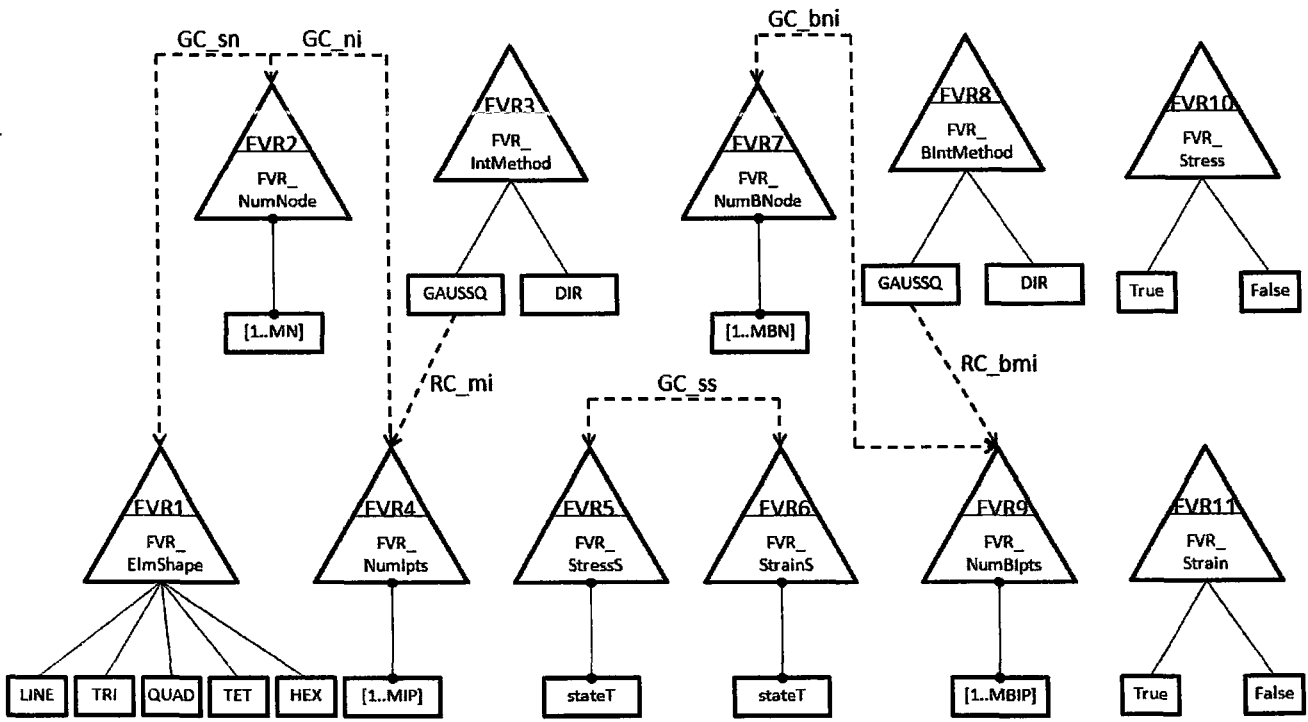 GC_sn
GC_ni
GC_bni
FVR3
FVR_
IntMethod
FVR8
FVR_
BIntMethod
FVR10
FVR_
Stress
FVR2
FVR_
NumNode
FVR7
FVR_
NumBNode
GAUSSQ
DIR
GAUSSQ
DIR
True
False
[1..MN]
[1..MBN]
RC_mi
GC_ss
RC_bmi
FVR1
FVR_
ElmShape
FVR4
FVR_
NumIpts
FVR5
FVR_
StressS
FVR6
FVR_
StrainS
FVR9
FVR_
NumBIpts
FVR11
FVR_
Strain
LINE
TRI
QUAD
TET
HEX
[1..MIP]
stateT
stateT
[1..MBIP]
True
False